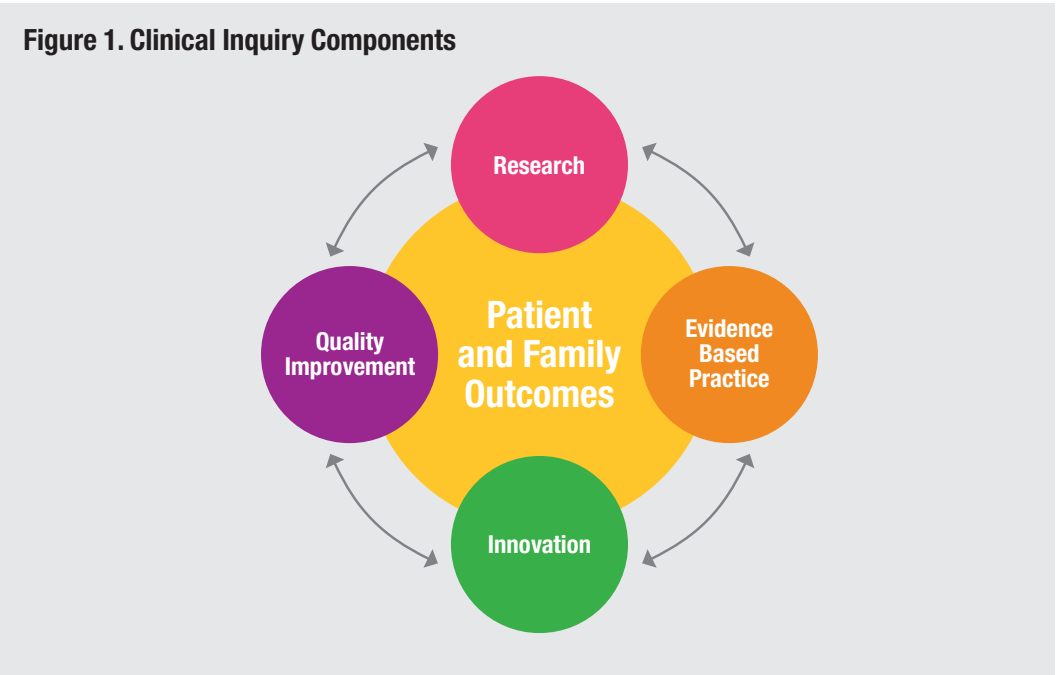 Figure 1. Clinical Inquiry Components
Research
Quality
Improvement
Patient
and Family
Outcomes
Evidence
Based
Practice
Innovation